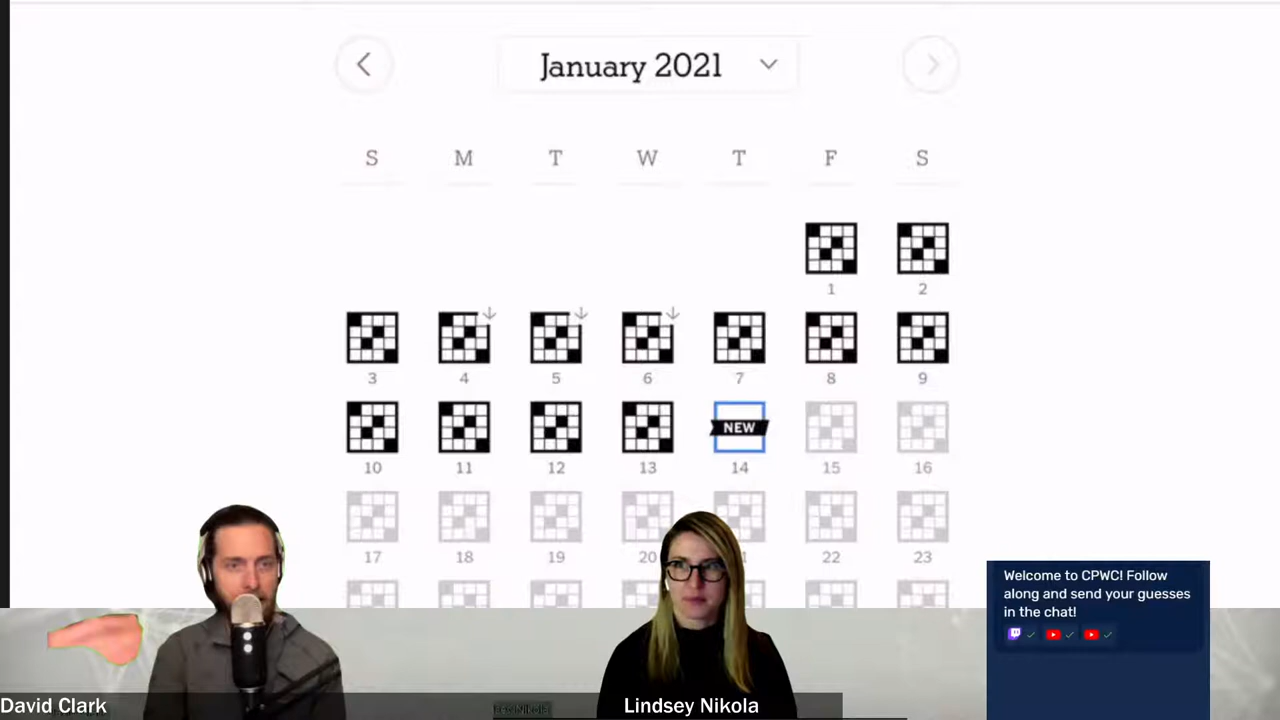 January 2021
S M T W T F S
1 2
3 4 5 6 7 8 9
NEW
10 11 12 13 14 15 16
17 18 19 20 22 23
Welcome to CPWC! Follow
along and send your guesses
in the chat!
David Clark
Lindsey Nikola